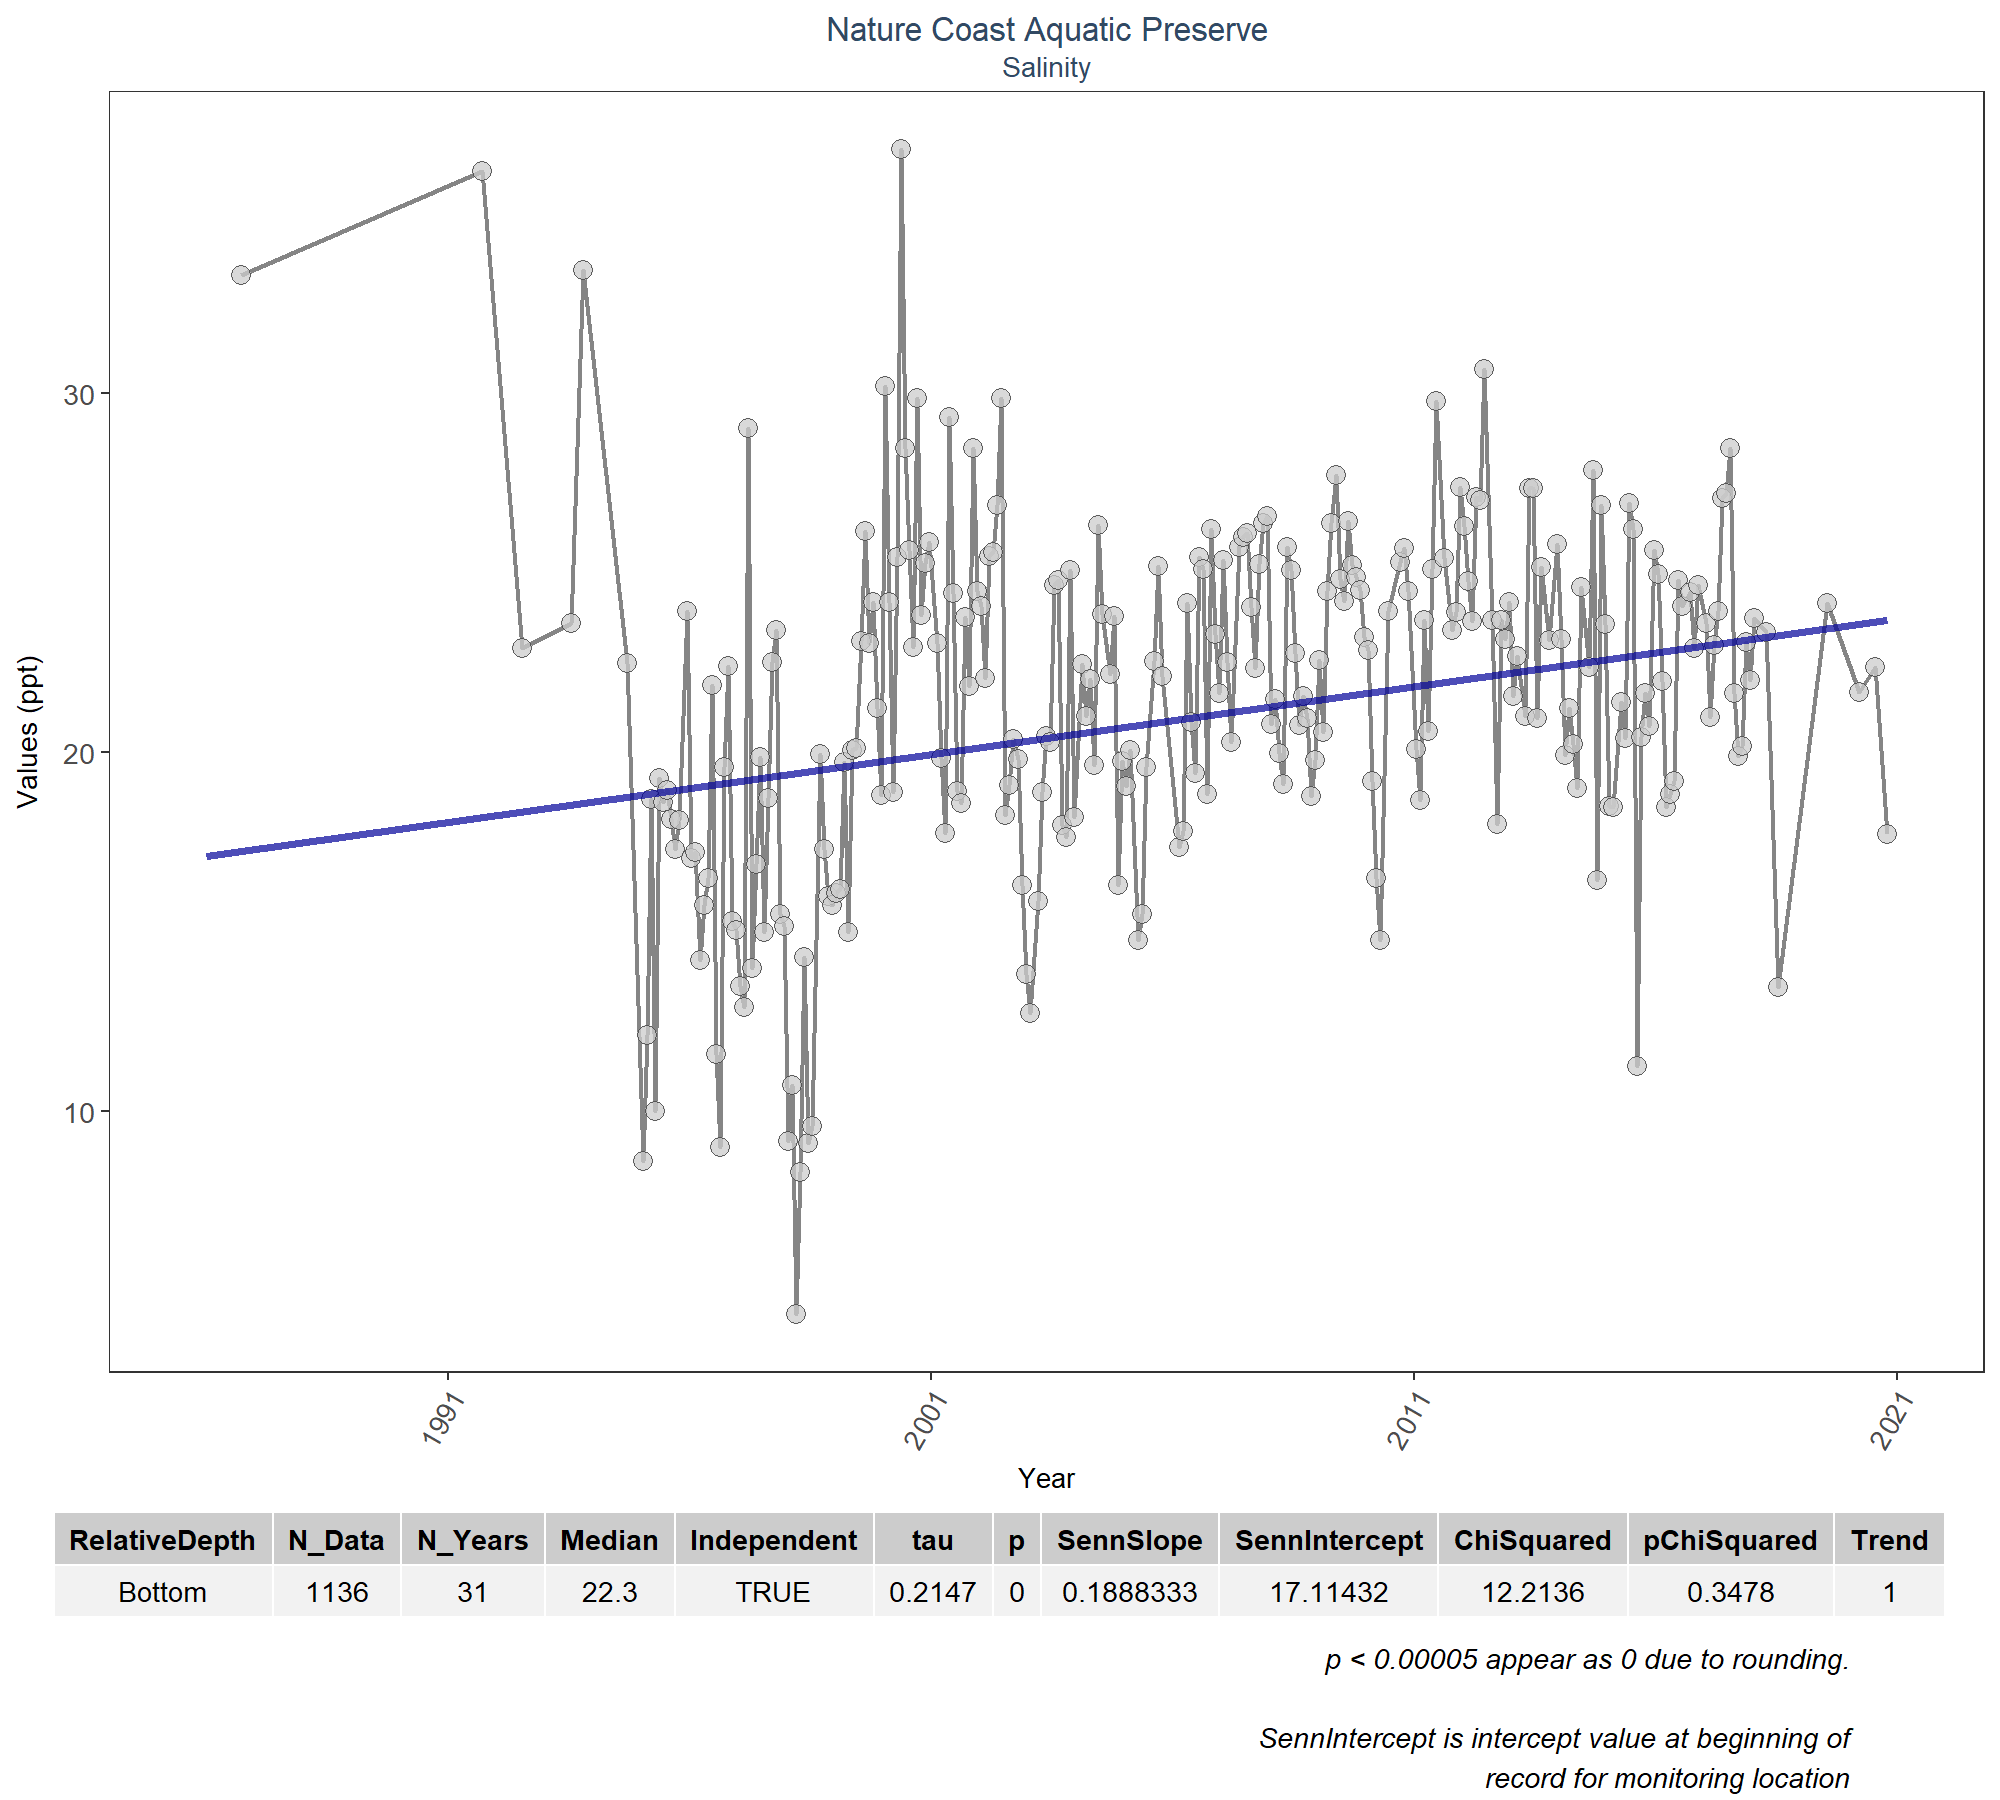 Nature Coast Aquatic Preserve
Salinity
Values (ppt)
30
20
10
1991
2001
2011
2021
Year
RelativeDepth N_Data N_Years Median Independent tau p SennSlope SennIntercept ChiSquared pChiSquared Trend
Bottom 1136 31 22.3 TRUE 0.2147 0 0.1888333 17.11432 12.2136 0.3478 1
p < 0.00005 appear as 0 due to rounding.
SennIntercept is intercept value at beginning of
record for monitoring location